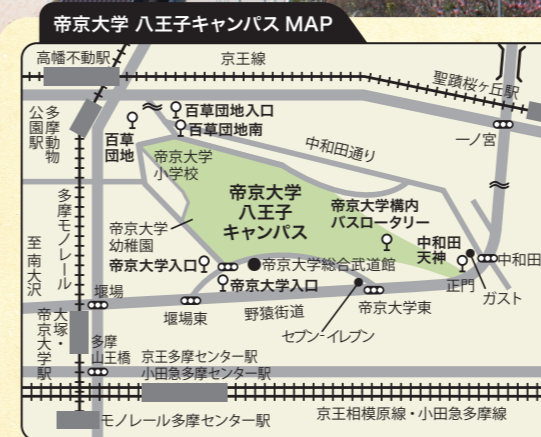 帝京大学 八王子キャンパス MAP
高幡不動駅
京王線
聖蹟桜ヶ丘駅
多摩動物
公園駅
百草
団地
百草団地入口
百草団地南
中和田通り
一ノ宮
帝京大学
小学校
帝京大学
八王子
キャンパス
帝京大学構内
バスロータリー
多摩モノレール
至南大沢
帝京大学
幼稚園
中和田
天神
中和田
帝京大学入口
帝京大学総合武道館
帝京大学入口
正門
ガスト
堰場
堰場東
野猿街道
セブン-イレブン
帝京大学東
大塚・
帝京大学駅
多摩
山王橋
京王多摩センター駅
小田急多摩センター駅
モノレール多摩センター駅
京王相模原線・小田急多摩線